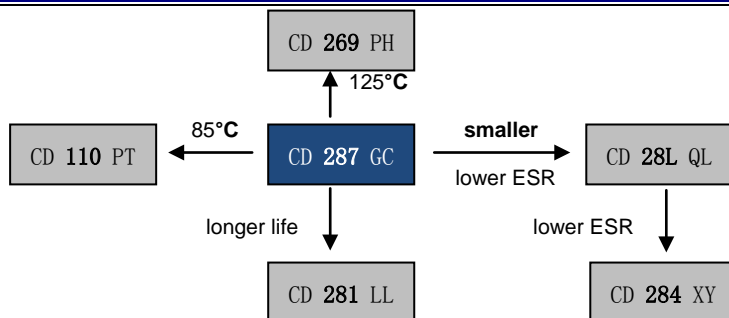 CD 269 PH
125°C
85°C
smaller
CD 110 PT
CD 287 GC
CD 28L QL
lower ESR
longer life
lower ESR
CD 281 LL
CD 284 XY